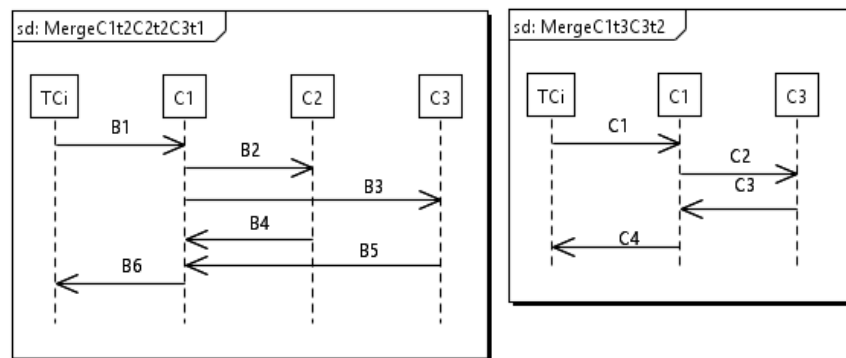 sd: MergeC1t2C2t2C3t1
TCi C1 C2 C3
B1
B2
B3
B4
B5
B6
sd: MergeC1t3C3t2
TCi C1 C3
C1
C2
C3
C4